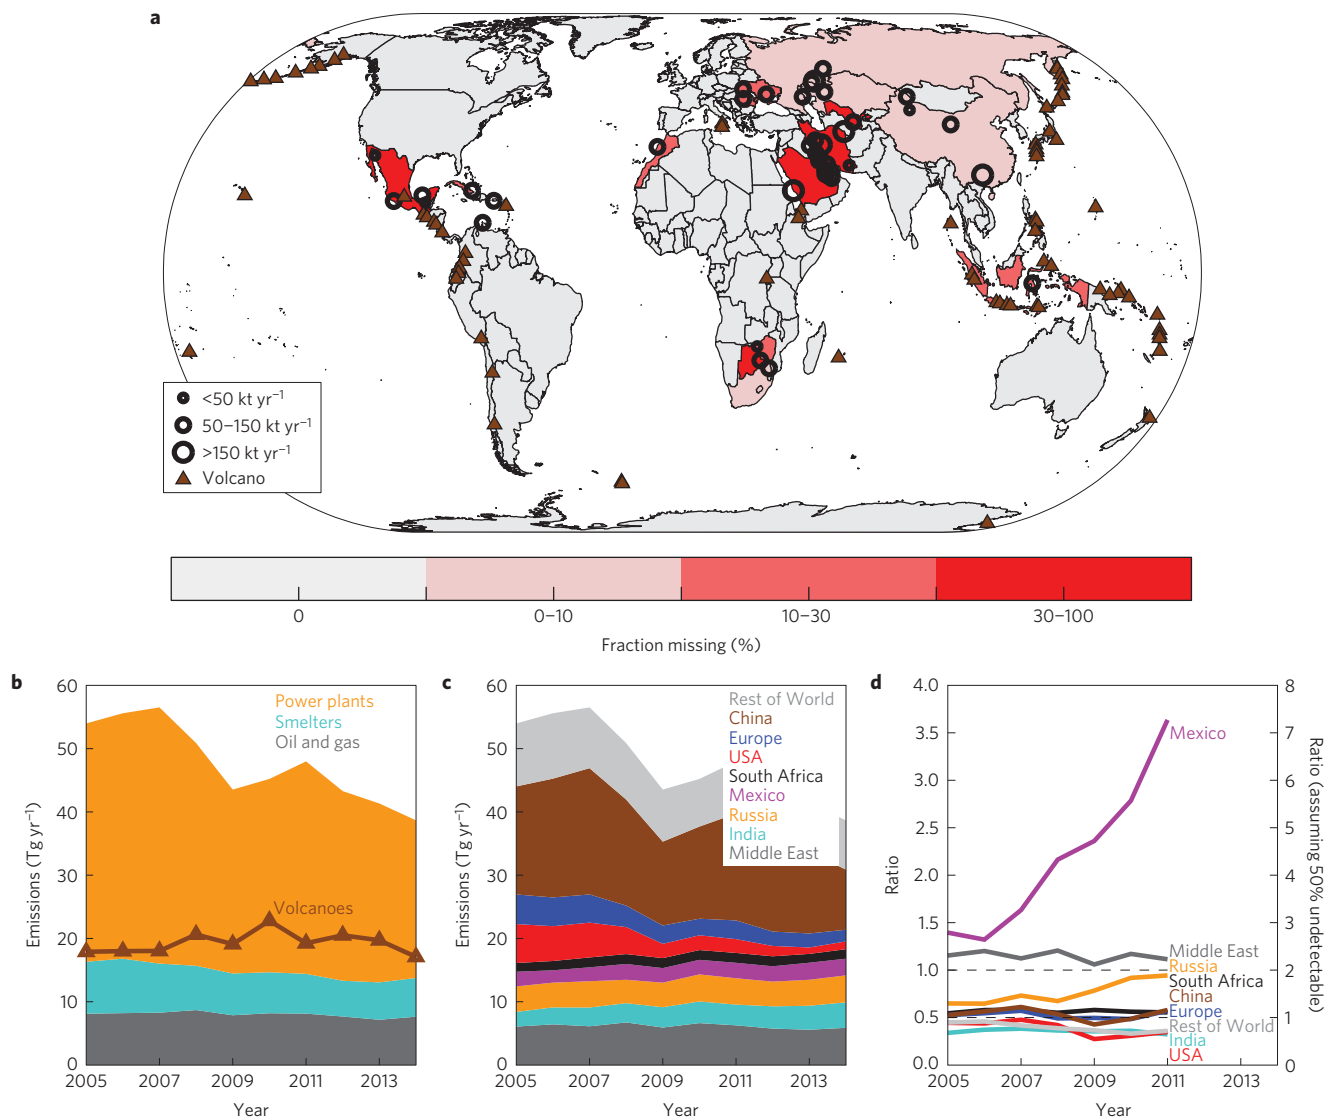 a
<50 kt yr⁻¹
50–150 kt yr⁻¹
>150 kt yr⁻¹
Volcano
0
0–10
10–30
30–100
Fraction missing (%)
b
60
50
40
30
20
10
0
Emissions (Tg yr⁻¹)
Power plants
Smelters
Oil and gas
Volcanoes
2005
2007
2009
2011
2013
Year
c
60
50
40
30
20
10
0
Emissions (Tg yr⁻¹)
Rest of World
China
Europe
USA
South Africa
Mexico
Russia
India
Middle East
2005
2007
2009
2011
2013
Year
d
4.0
3.5
3.0
2.5
2.0
1.5
1.0
0.5
0.0
Ratio
Mexico
Middle East
Russia
South Africa
China
Europe
Rest of World
India
USA
8
7
6
5
4
3
2
1
0
Ratio (assuming 50% undetectable)
2005
2007
2009
2011
2013
Year